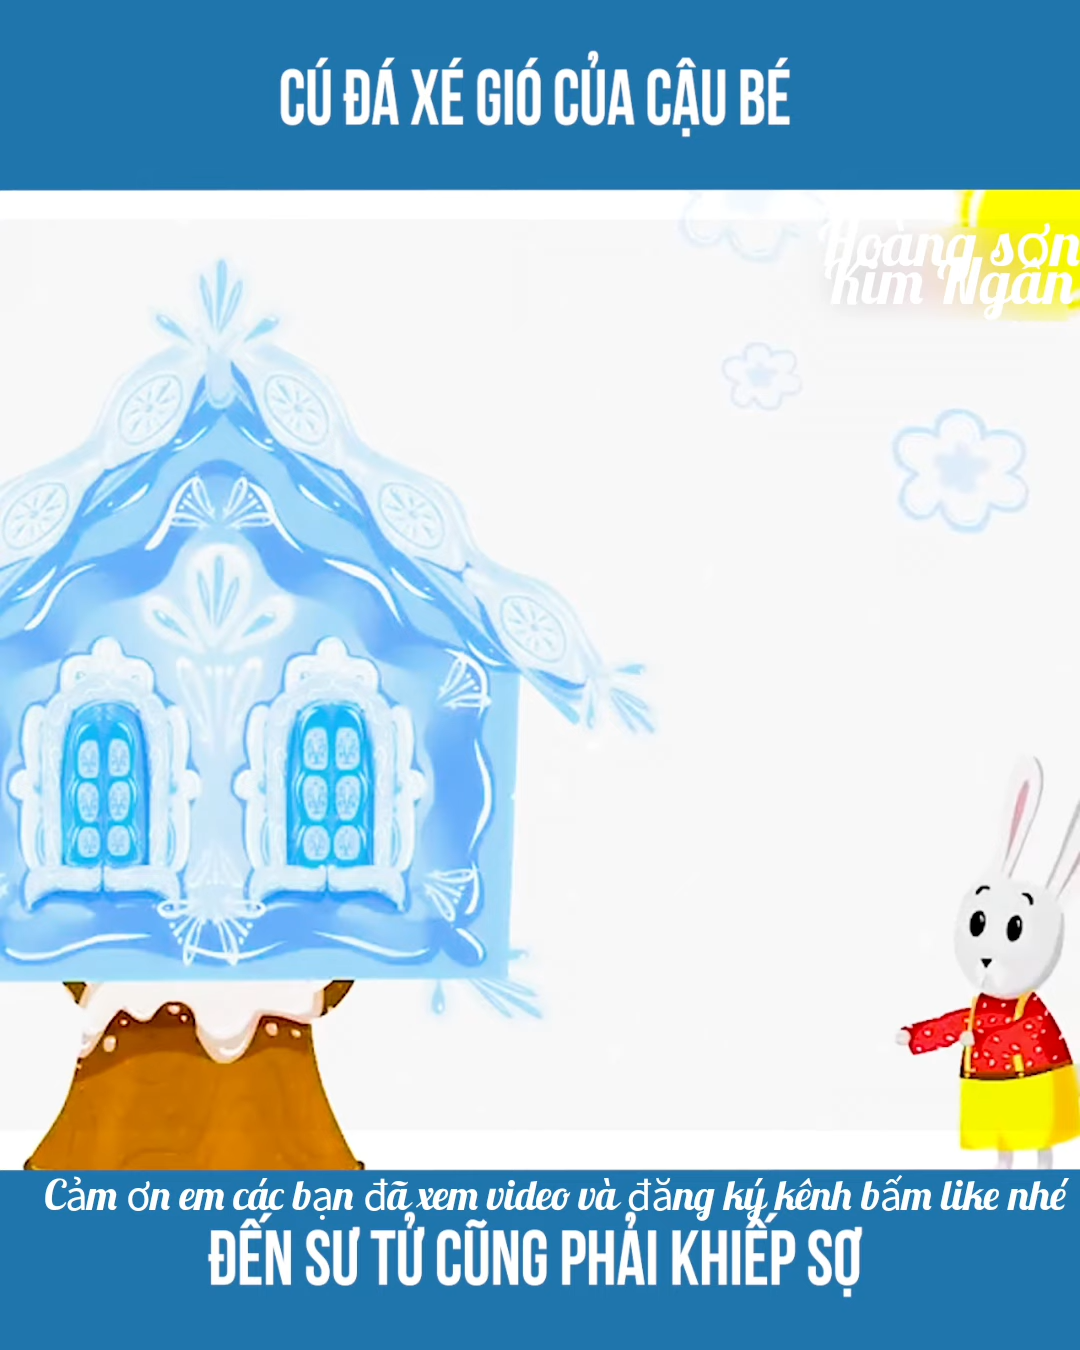 CÚ ĐÁ XÉ GIÓ CỦA CẬU BÉ
Hoàng sơn
Kim Ngân
Cảm ơn em các bạn đã xem video và đăng ký kênh bấm like nhé
ĐẾN SƯ TỬ CŨNG PHẢI KHIẾP SỢ